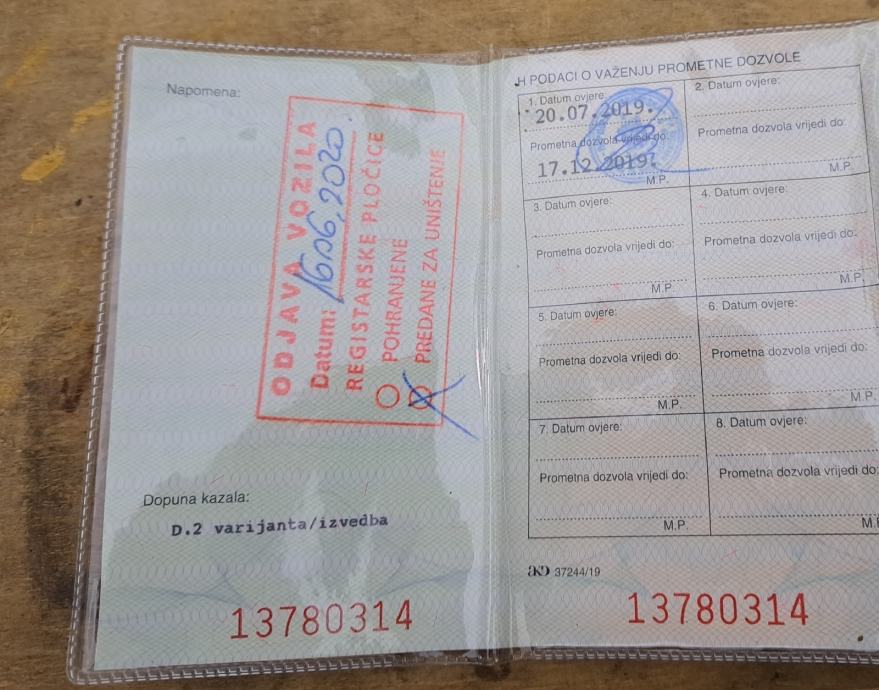 Napomena:
ODJAVA VOZILA
Datum: 16.06.2020.
REGISTARSKE PLOČICE
POHRANJENE
PREDANE ZA UNIŠTENJE
Dopuna kazala:
D.2 varijanta/izvedba
13780314
H PODACI O VAŽENJU PROMETNE DOZVOLE
1. Datum ovjere:
20.07.2019.
Prometna dozvola vrijedi do:
17.12.2019.
M.P.
2. Datum ovjere:
Prometna dozvola vrijedi do:
M.P.
3. Datum ovjere:
Prometna dozvola vrijedi do:
M.P.
4. Datum ovjere:
Prometna dozvola vrijedi do:
M.P.
5. Datum ovjere:
Prometna dozvola vrijedi do:
M.P.
6. Datum ovjere:
Prometna dozvola vrijedi do:
M.P.
7. Datum ovjere:
Prometna dozvola vrijedi do:
M.P.
8. Datum ovjere:
Prometna dozvola vrijedi do:
M.P.
37244/19
13780314